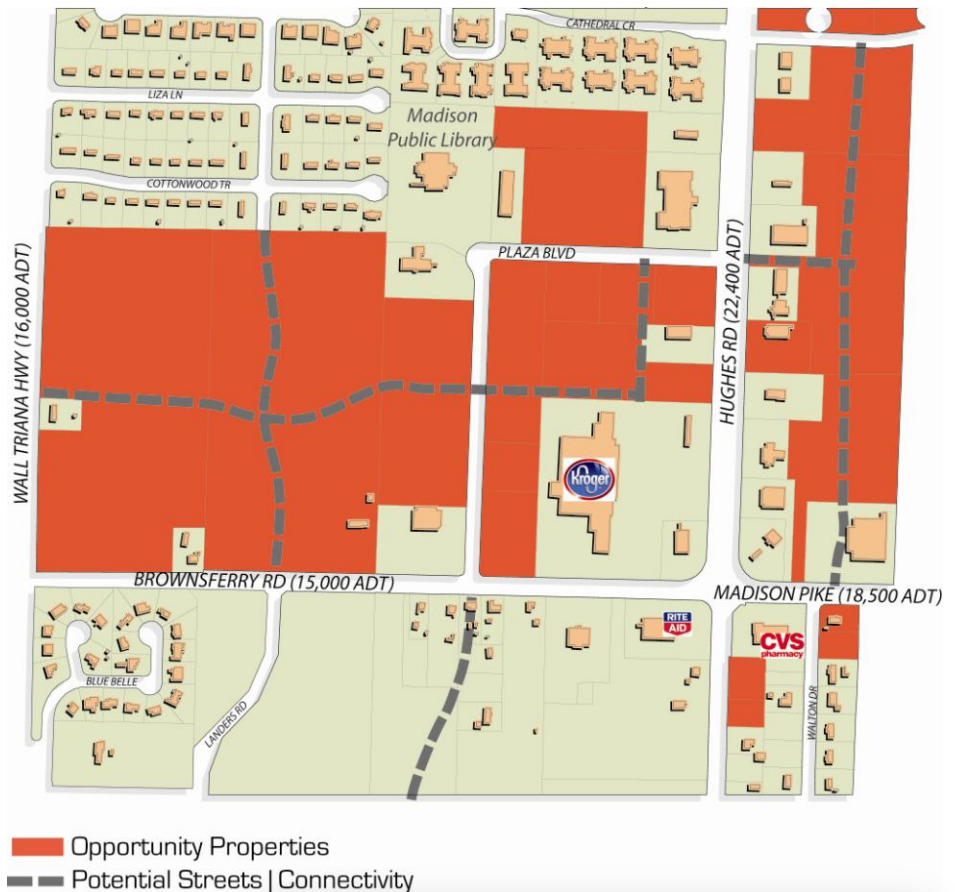 CATHEDRAL CR
LIZA LN
Madison
Public Library
COTTONWOOD TR
PLAZA BLVD
WALL TRIANA HWY (16,000 ADT)
HUGHES RD (22,400 ADT)
Kroger
BROWNSFERRY RD (15,000 ADT)
MADISON PIKE (18,500 ADT)
RITE
AID
CVS
pharmacy
BLUE BELLE
LANDERS RD
WALTON DR
Opportunity Properties
Potential Streets | Connectivity